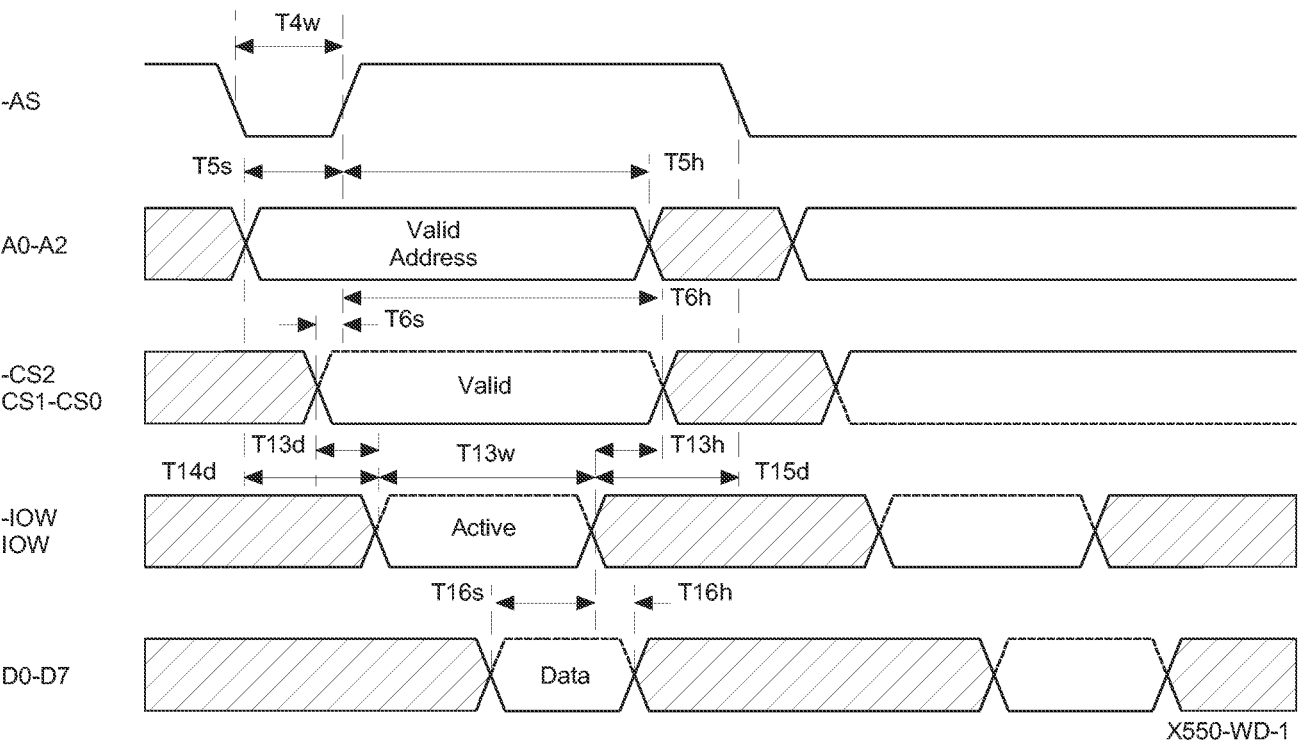 T4w
-AS
T5s
T5h
A0-A2
Valid
Address
T6h
T6s
-CS2
CS1-CS0
Valid
T13d
T13w
T13h
T14d
T15d
-IOW
IOW
Active
T16s
T16h
D0-D7
Data
X550-WD-1